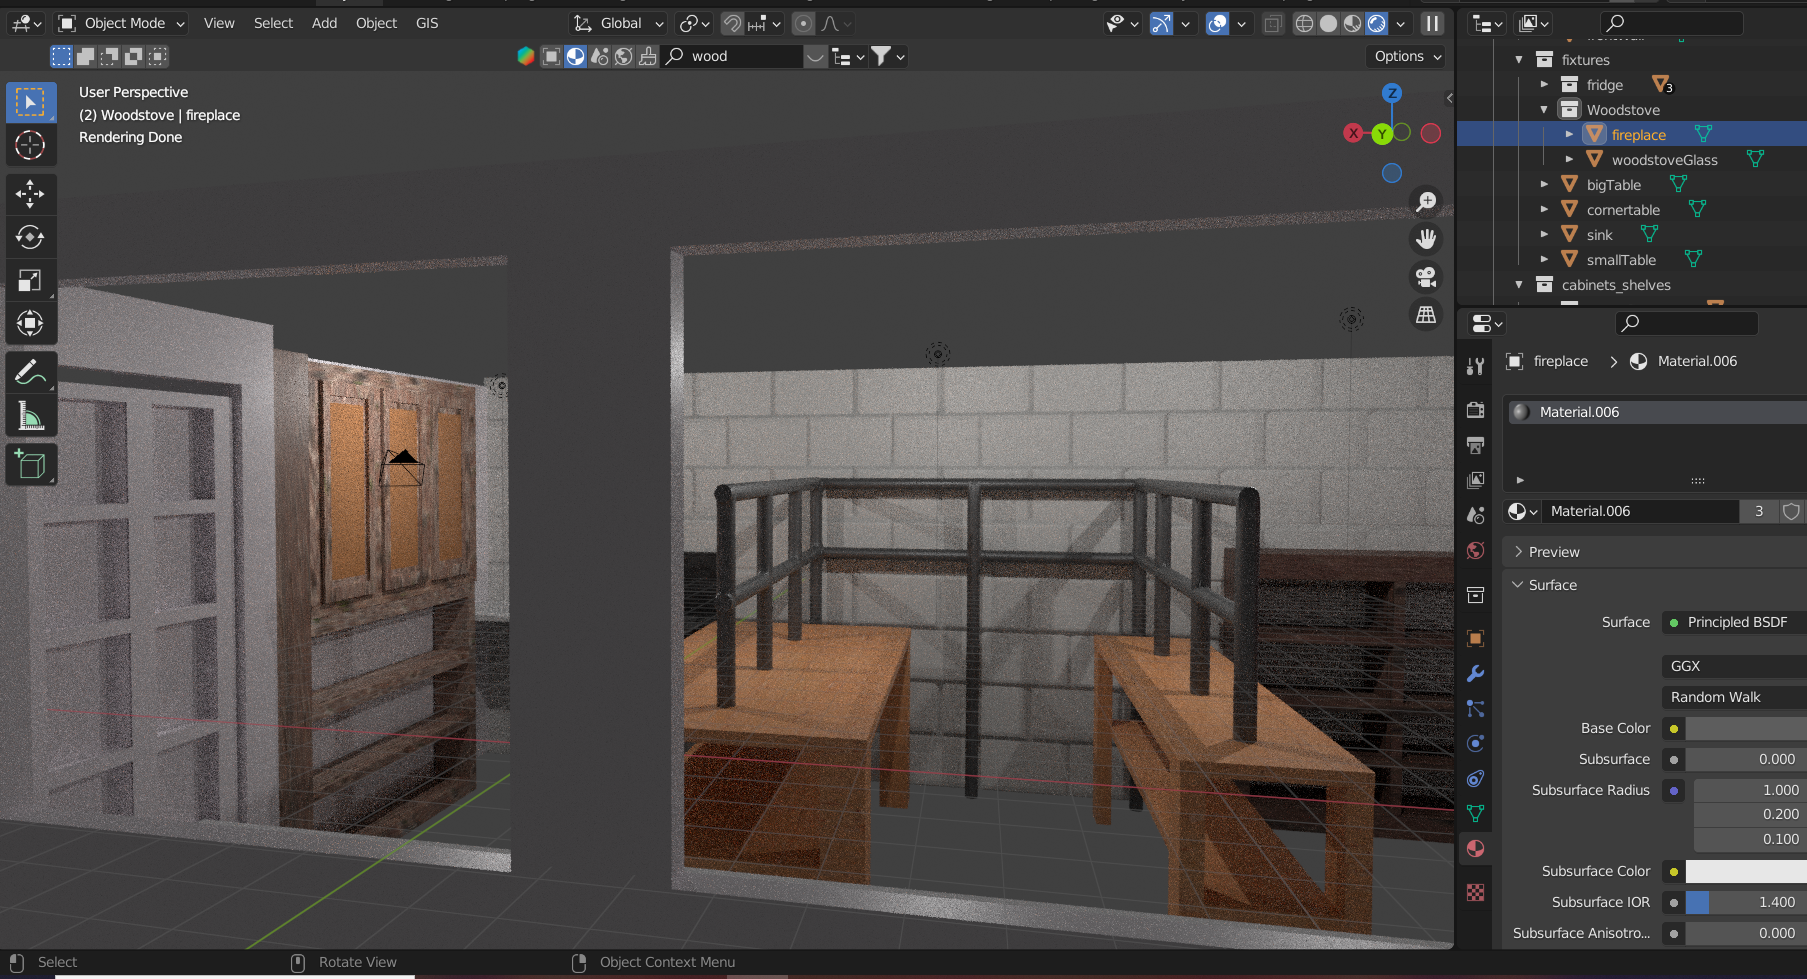 Object Mode View Select Add Object GIS Global
wood Options
User Perspective
(2) Woodstove | fireplace
Rendering Done
Z
X
Y
fixtures
fridge 3
Woodstove
fireplace
woodstoveGlass
bigTable
cornertable
sink
smallTable
cabinets_shelves
fireplace > Material.006
Material.006
Material.006 3
Preview
Surface
Surface Principled BSDF
GGX
Random Walk
Base Color
Subsurface 0.000
Subsurface Radius 1.000
0.200
0.100
Subsurface Color
Subsurface IOR 1.400
Subsurface Anisotro... 0.000
Select Rotate View Object Context Menu